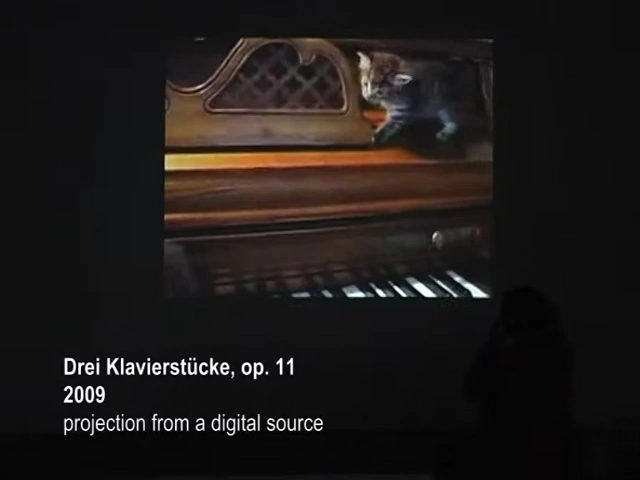 Drei Klavierstücke, op. 11
2009
projection from a digital source